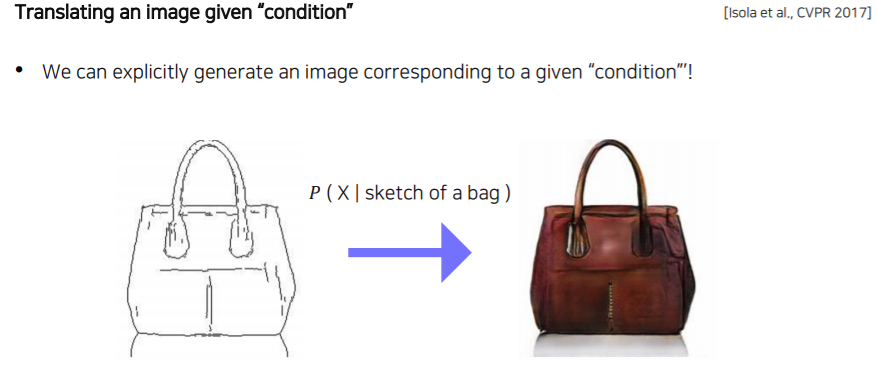 Translating an image given “condition”
[Isola et al., CVPR 2017]
• We can explicitly generate an image corresponding to a given “condition”’!
P ( X | sketch of a bag )